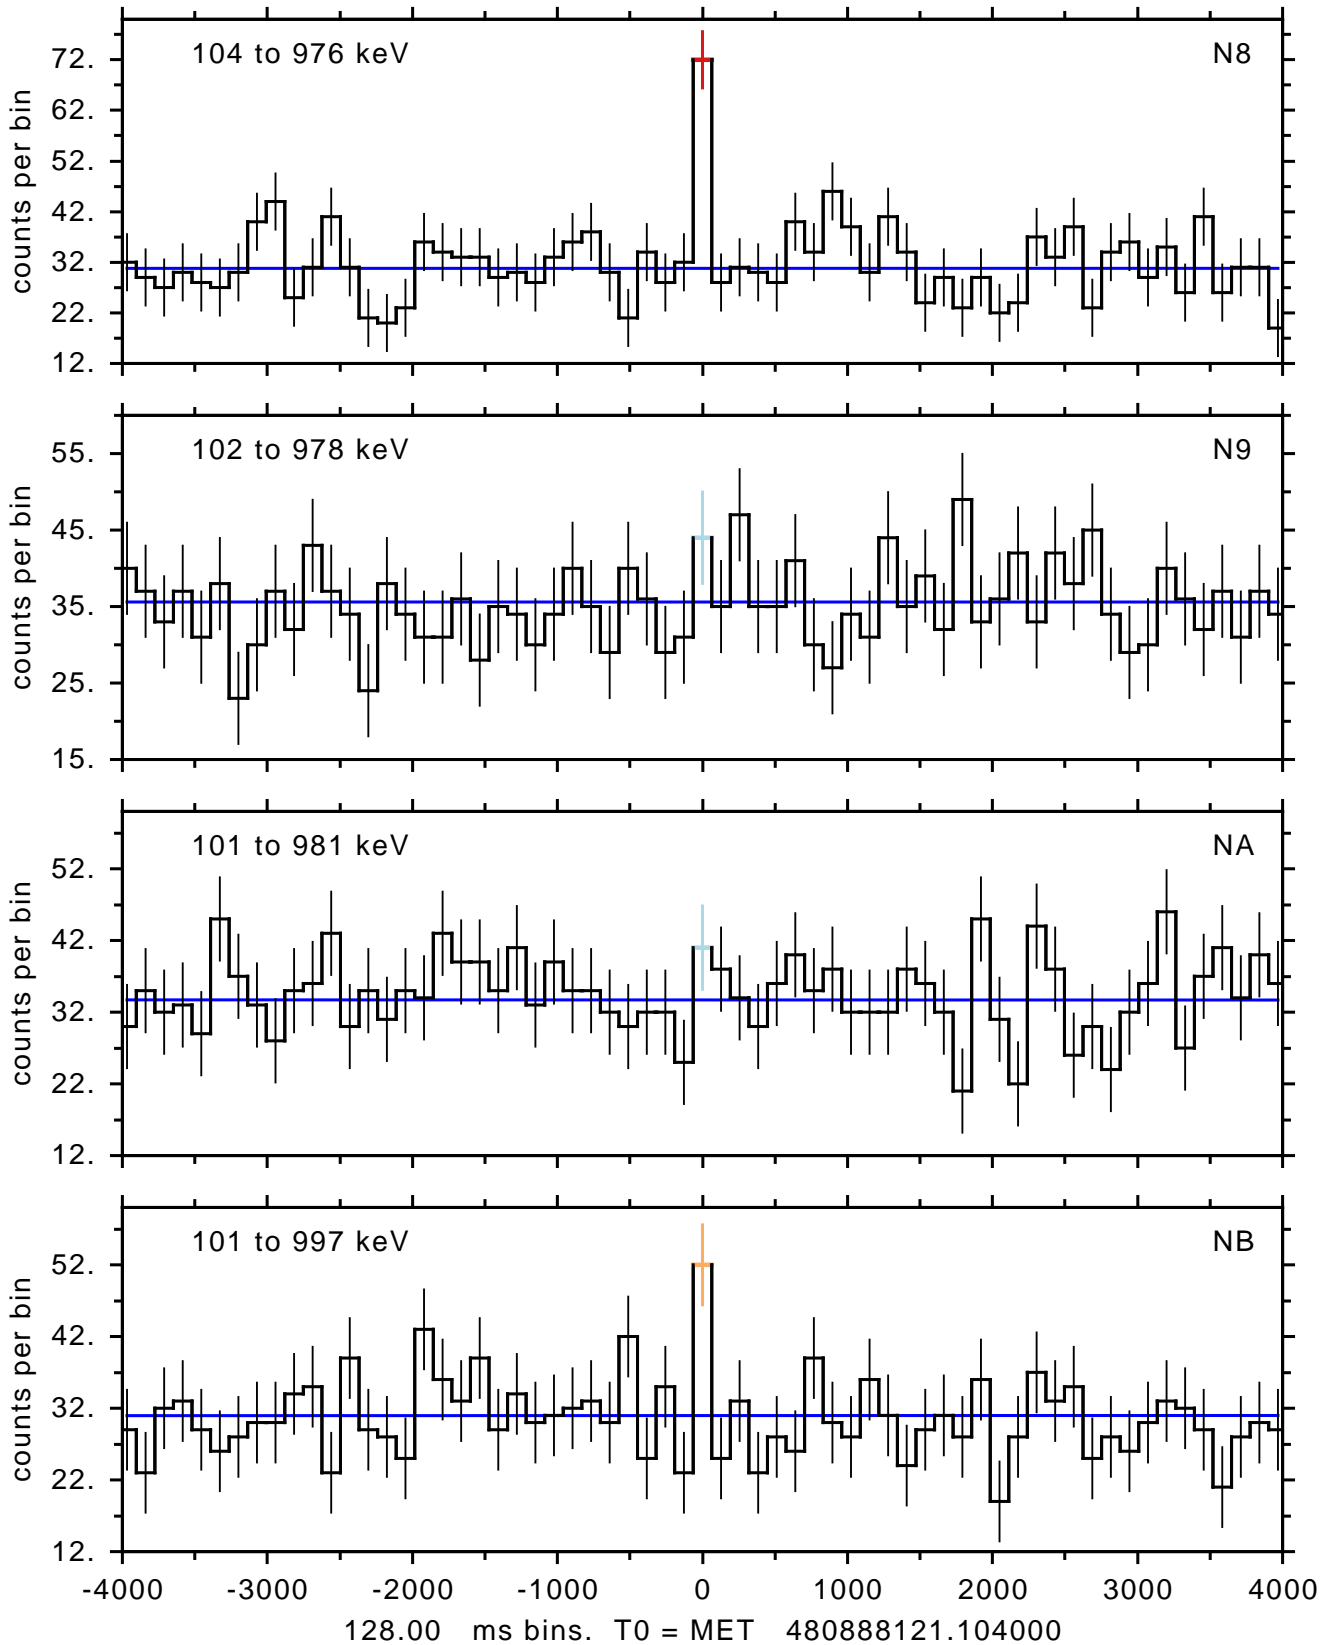 104 to 976 keV N8
72.
62.
52.
42.
32.
22.
12.
counts per bin
102 to 978 keV N9
55.
45.
35.
25.
15.
counts per bin
101 to 981 keV NA
52.
42.
32.
22.
12.
counts per bin
101 to 997 keV NB
52.
42.
32.
22.
12.
counts per bin
-4000 -3000 -2000 -1000 0 1000 2000 3000 4000
128.00 ms bins. T0 = MET 480888121.104000